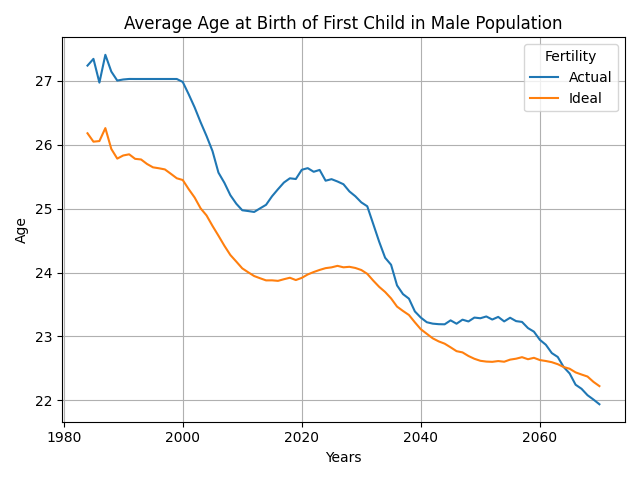 Average Age at Birth of First Child in Male Population
Fertility
Actual
Ideal
Age
27
26
25
24
23
22
1980
2000
2020
2040
2060
Years